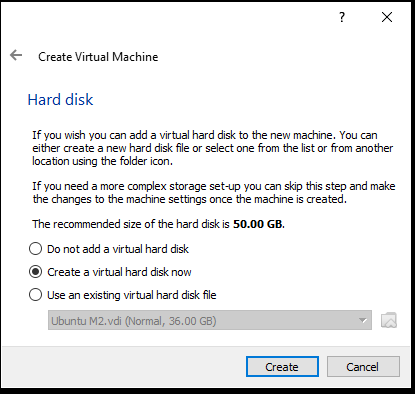 ?
Create Virtual Machine
Hard disk
If you wish you can add a virtual hard disk to the new machine. You can
either create a new hard disk file or select one from the list or from another
location using the folder icon.
If you need a more complex storage set-up you can skip this step and make
the changes to the machine settings once the machine is created.
The recommended size of the hard disk is 50.00 GB.
Do not add a virtual hard disk
Create a virtual hard disk now
Use an existing virtual hard disk file
Ubuntu M2.vdi (Normal, 36.00 GB)
Create Cancel